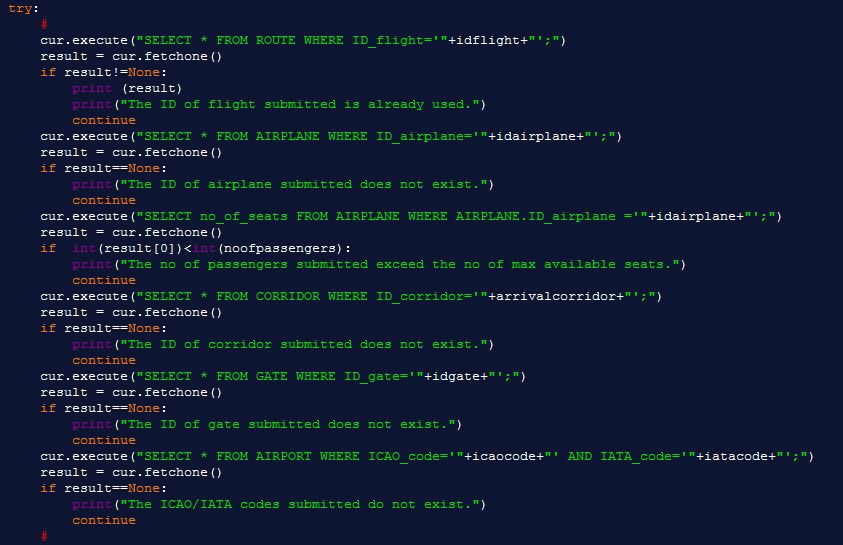 try:
    #
    cur.execute("SELECT * FROM ROUTE WHERE ID_flight='"+idflight+"';")
    result = cur.fetchone()
    if result!=None:
        print (result)
        print("The ID of flight submitted is already used.")
        continue
    cur.execute("SELECT * FROM AIRPLANE WHERE ID_airplane='"+idairplane+"';")
    result = cur.fetchone()
    if result==None:
        print("The ID of airplane submitted does not exist.")
        continue
    cur.execute("SELECT no_of_seats FROM AIRPLANE WHERE AIRPLANE.ID_airplane ='"+idairplane+"';")
    result = cur.fetchone()
    if  int(result[0])<int(noofpassengers):
        print("The no of passengers submitted exceed the no of max available seats.")
        continue
    cur.execute("SELECT * FROM CORRIDOR WHERE ID_corridor='"+arrivalcorridor+"';")
    result = cur.fetchone()
    if result==None:
        print("The ID of corridor submitted does not exist.")
        continue
    cur.execute("SELECT * FROM GATE WHERE ID_gate='"+idgate+"';")
    result = cur.fetchone()
    if result==None:
        print("The ID of gate submitted does not exist.")
        continue
    cur.execute("SELECT * FROM AIRPORT WHERE ICAO_code='"+icaocode+"' AND IATA_code='"+iatacode+"';")
    result = cur.fetchone()
    if result==None:
        print("The ICAO/IATA codes submitted do not exist.")
        continue
    #